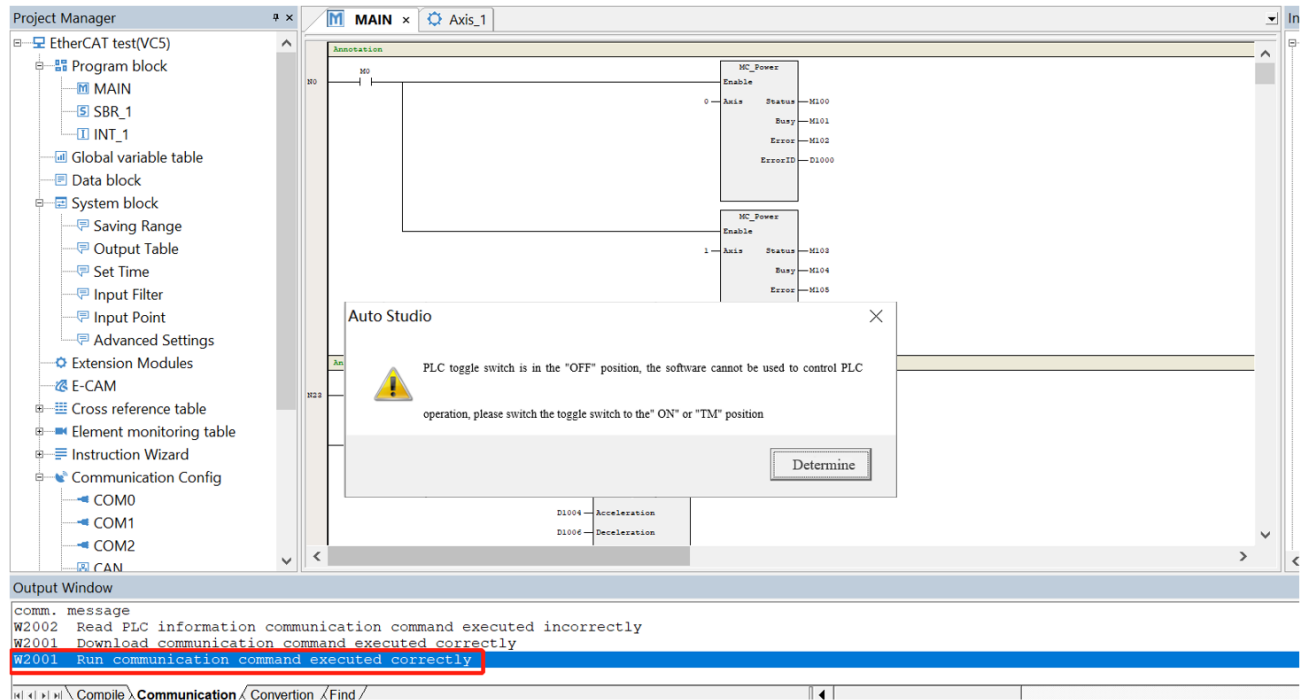 Project Manager
MAIN
Axis_1
In
EtherCAT test(VC5)
Program block
MAIN
SBR_1
INT_1
Global variable table
Data block
System block
Saving Range
Output Table
Set Time
Input Filter
Input Point
Advanced Settings
Extension Modules
E-CAM
Cross reference table
Element monitoring table
Instruction Wizard
Communication Config
COM0
COM1
COM2
CAN
Annotation
N0
M0
MC_Power
Enable
0 Axis Status M100
Busy M101
Error M102
ErrorID D1000
MC_Power
Enable
1 Axis Status M103
Busy M104
Error M105
An
N23
Auto Studio
PLC toggle switch is in the "OFF" position, the software cannot be used to control PLC
operation, please switch the toggle switch to the" ON" or "TM" position
Determine
D1004 Acceleration
D1006 Deceleration
Output Window
comm. message
W2002 Read PLC information communication command executed incorrectly
W2001 Download communication command executed correctly
W2001 Run communication command executed correctly
Compile Communication Convertion Find